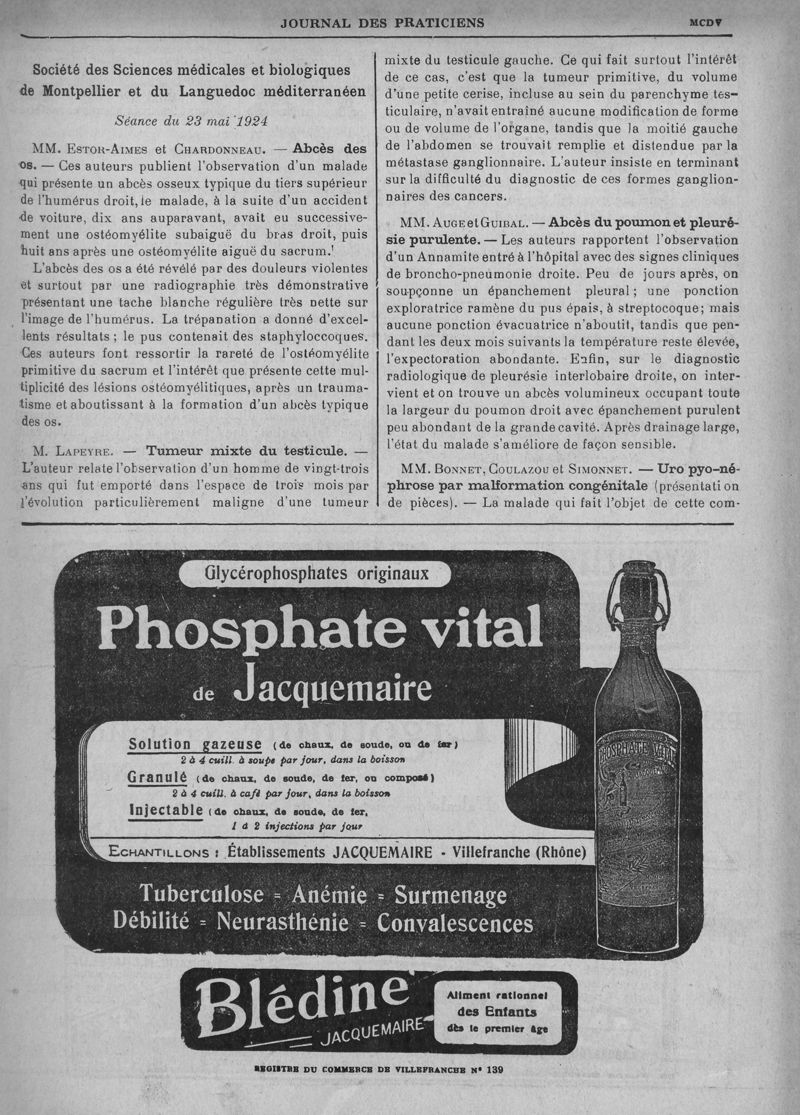 JOURNAL DES PRATICIENS
MCDV
Société des Sciences médicales et biologiques
de Montpellier et du Languedoc méditerranéen
Séance du 23 mai 1924
MM. ESTOR-AIMES et CHARDONNEAU. — Abcès des
os. — Ces auteurs publient l'observation d'un malade
qui présente un abcès osseux typique du tiers supérieur
de l'humérus droit, le malade, à la suite d'un accident
de voiture, dix ans auparavant, avait eu successive-
ment une ostéomyélite subaiguë du bras droit, puis
huit ans après une ostéomyélite aiguë du sacrum.
L'abcès des os a été révélé par des douleurs violentes
et surtout par une radiographie très démonstrative
présentant une tache blanche régulière très nette sur
l'image de l'humérus. La trépanation a donné d'excel-
lents résultats ; le pus contenait des staphyloccoques.
Ces auteurs font ressortir la rareté de l'ostéomyélite
primitive du sacrum et l'intérêt que présente cette mul-
tiplicité des lésions ostéomyélitiques, après un trauma-
tisme et aboutissant à la formation d'un abcès typique
des os.
M. LAPEYRE. — Tumeur mixte du testicule. —
L'auteur relate l'observation d'un homme de vingt-trois
ans qui fut emporté dans l'espace de trois mois par
l'évolution particulièrement maligne d'une tumeur
mixte du testicule gauche. Ce qui fait surtout l'intérêt
de ce cas, c'est que la tumeur primitive, du volume
d'une petite cerise, incluse au sein du parenchyme tes-
ticulaire, n'avait entraîné aucune modification de forme
ou de volume de l'organe, tandis que la moitié gauche
de l'abdomen se trouvait remplie et distendue par la
métastase ganglionnaire. L'auteur insiste en terminant
sur la difficulté du diagnostic de ces formes ganglion-
naires des cancers.
MM. AUGE et GUIBAL. — Abcès du poumon et pleuré-
sie purulente. — Les auteurs rapportent l'observation
d'un Annamite entré à l'hôpital avec des signes cliniques
de broncho-pneumonie droite. Peu de jours après, on
soupçonne un épanchement pleural ; une ponction
exploratrice ramène du pus épais, à streptocoque ; mais
aucune ponction évacuatrice n'aboutit, tandis que pen-
dant les deux mois suivants la température reste élevée,
l'expectoration abondante. Enfin, sur le diagnostic
radiologique de pleurésie interlobaire droite, on inter-
vient et on trouve un abcès volumineux occupant toute
la largeur du poumon droit avec épanchement purulent
peu abondant de la grande cavité. Après drainage large,
l'état du malade s'améliore de façon sensible.
MM. BONNET, COULAZOU et SIMONNET. — Uro pyo-né-
phrose par malformation congénitale (présentation
de pièces). — La malade qui fait l'objet de cette com-
Glycérophosphates originaux
Phosphate vital
de Jacquemaire
Solution gazeuse (de chaux, de soude, ou de fer)
2 à 4 cuill. à soupe par jour, dans la boisson
Granulé (de chaux, de soude, de fer, ou composé)
2 à 4 cuill. à café par jour, dans la boisson
Injectable (de chaux, de soude, de fer,
1 à 2 injections par jour
ECHANTILLONS : Établissements JACQUEMAIRE - Villefranche (Rhône)
PHOSPHATE VITAL
Tuberculose = Anémie = Surmenage
Débilité = Neurasthénie = Convalescences
Blédine
JACQUEMAIRE
Aliment rationnel
des Enfants
dès le premier âge
REGISTRE DU COMMERCE DE VILLEFRANCHE N° 139